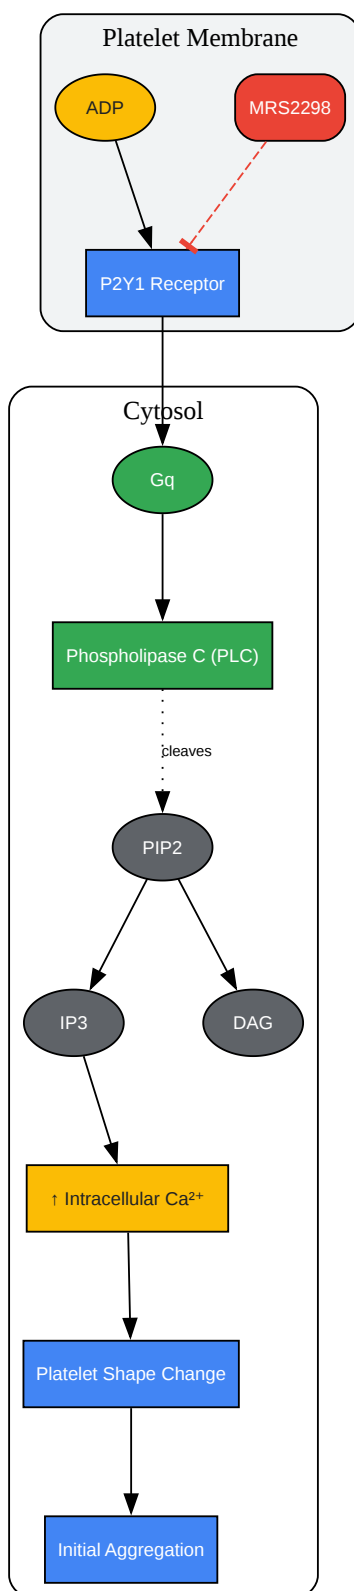 Platelet Membrane
ADP
MRS2298
P2Y1 Receptor
Cytosol
Gq
Phospholipase C (PLC)
cleaves
PIP2
IP3
DAG
↑ Intracellular Ca²⁺
Platelet Shape Change
Initial Aggregation